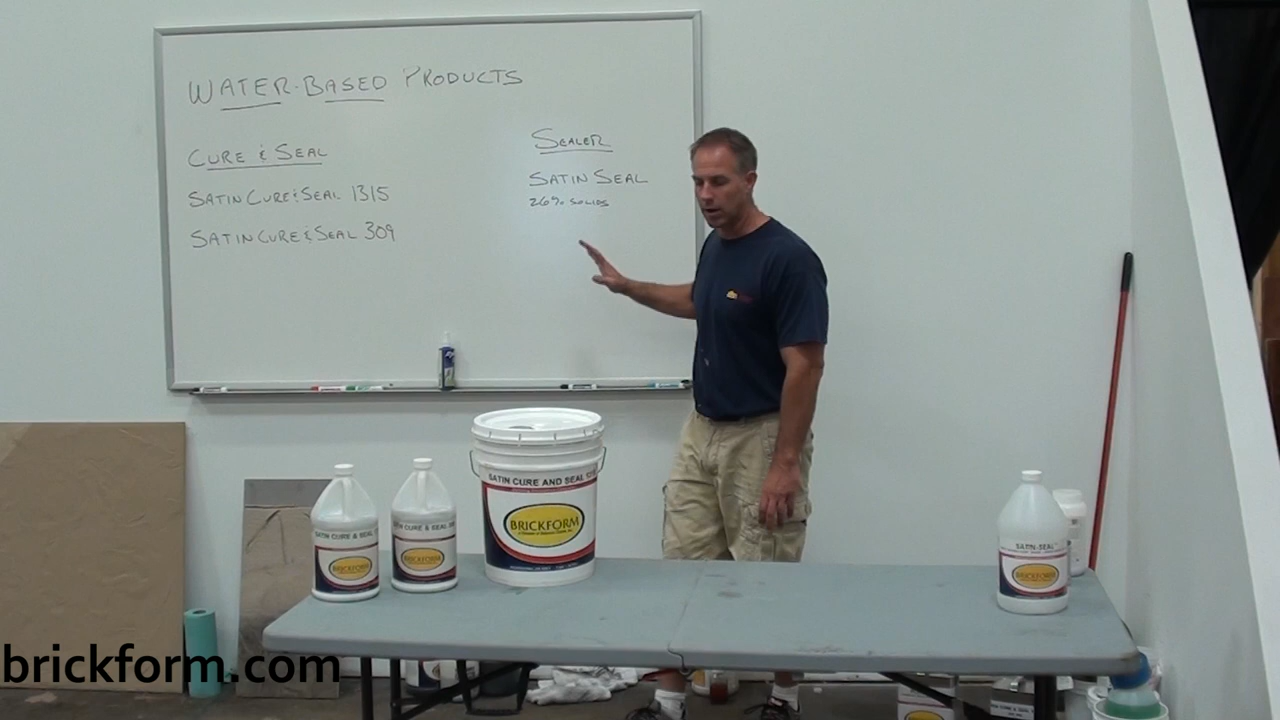 WATER-BASED PRODUCTS
CURE & SEAL
SATIN CURE & SEAL 1315
SATIN CURE & SEAL 309
SEALER
SATIN SEAL
26% SOLIDS
SATIN CURE AND SEAL
BRICKFORM
SATIN CURE & SEAL
BRICKFORM
SATIN CURE & SEAL
BRICKFORM
SATIN-SEAL
BRICKFORM
brickform.com